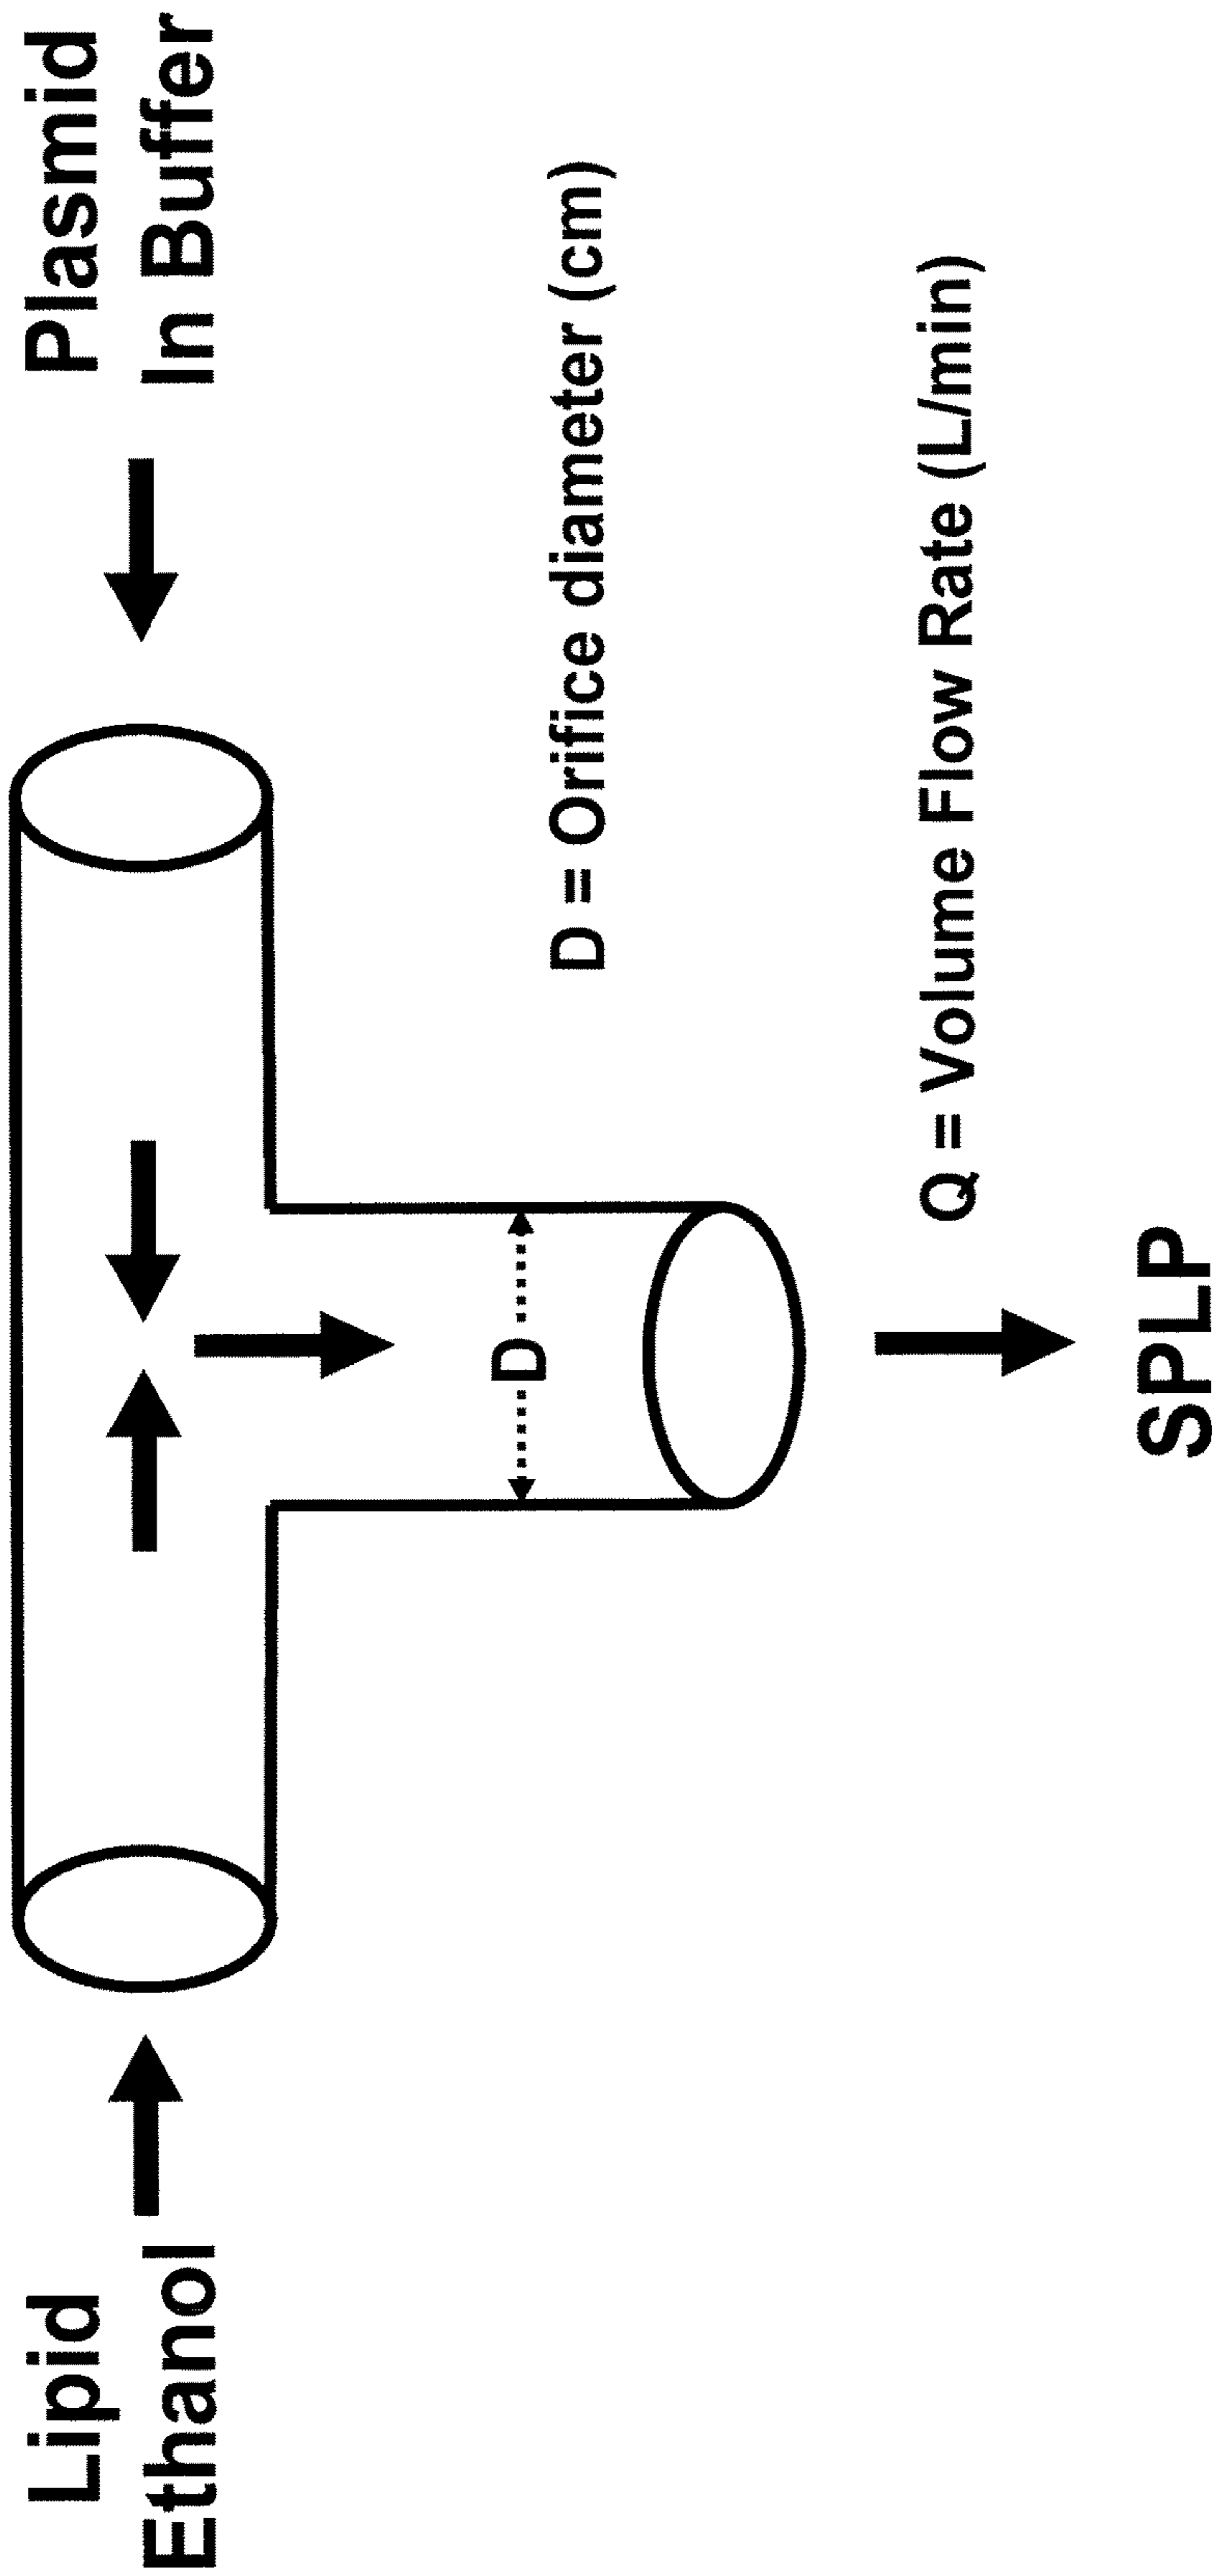 Lipid
Ethanol
Plasmid
In Buffer
D
D = Orifice diameter (cm)
Q = Volume Flow Rate (L/min)
SPLP